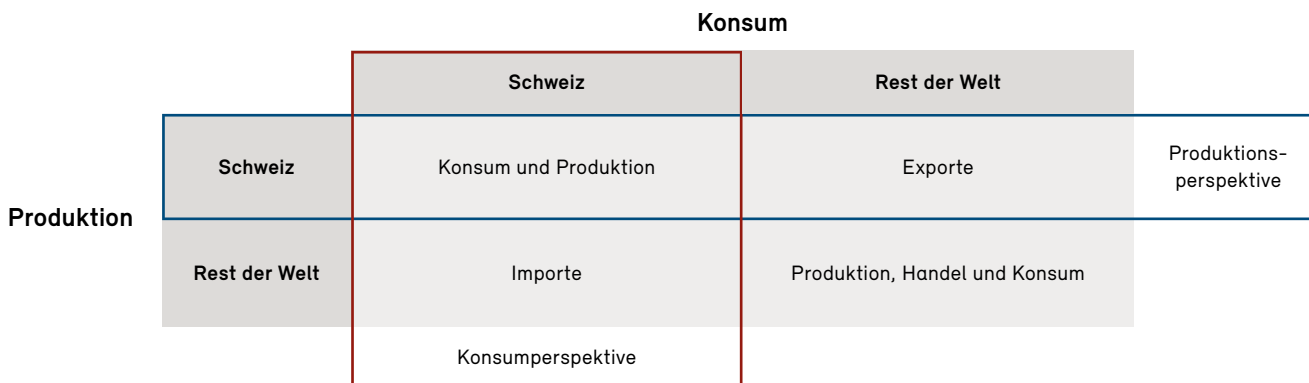 Konsum
Schweiz
Rest der Welt
Schweiz
Konsum und Produktion
Exporte
Produktions-
perspektive
Produktion
Rest der Welt
Importe
Produktion, Handel und Konsum
Konsumperspektive